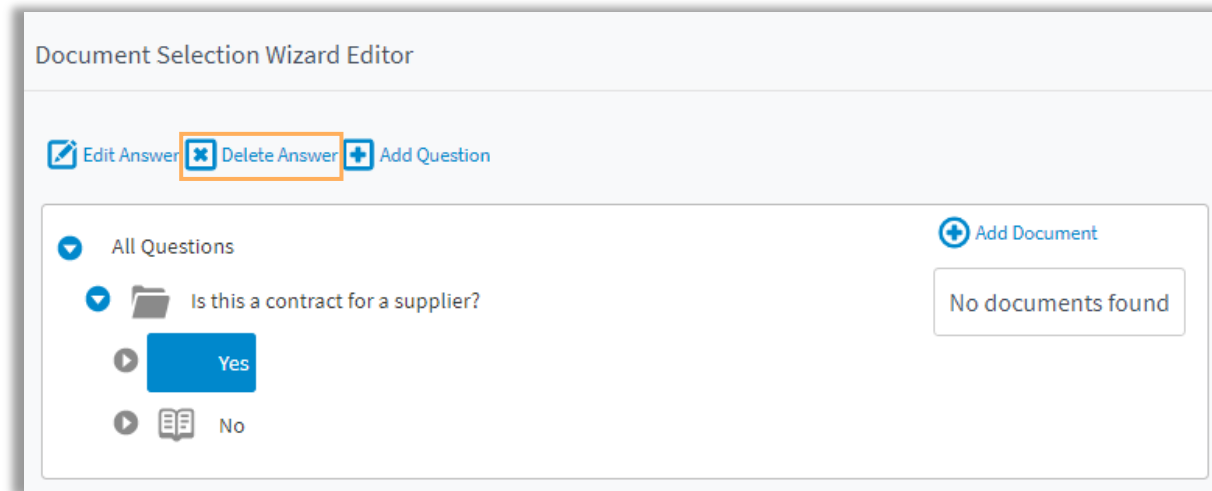 Document Selection Wizard Editor
Edit Answer Delete Answer Add Question
All Questions
Add Document
Is this a contract for a supplier?
No documents found
Yes
No